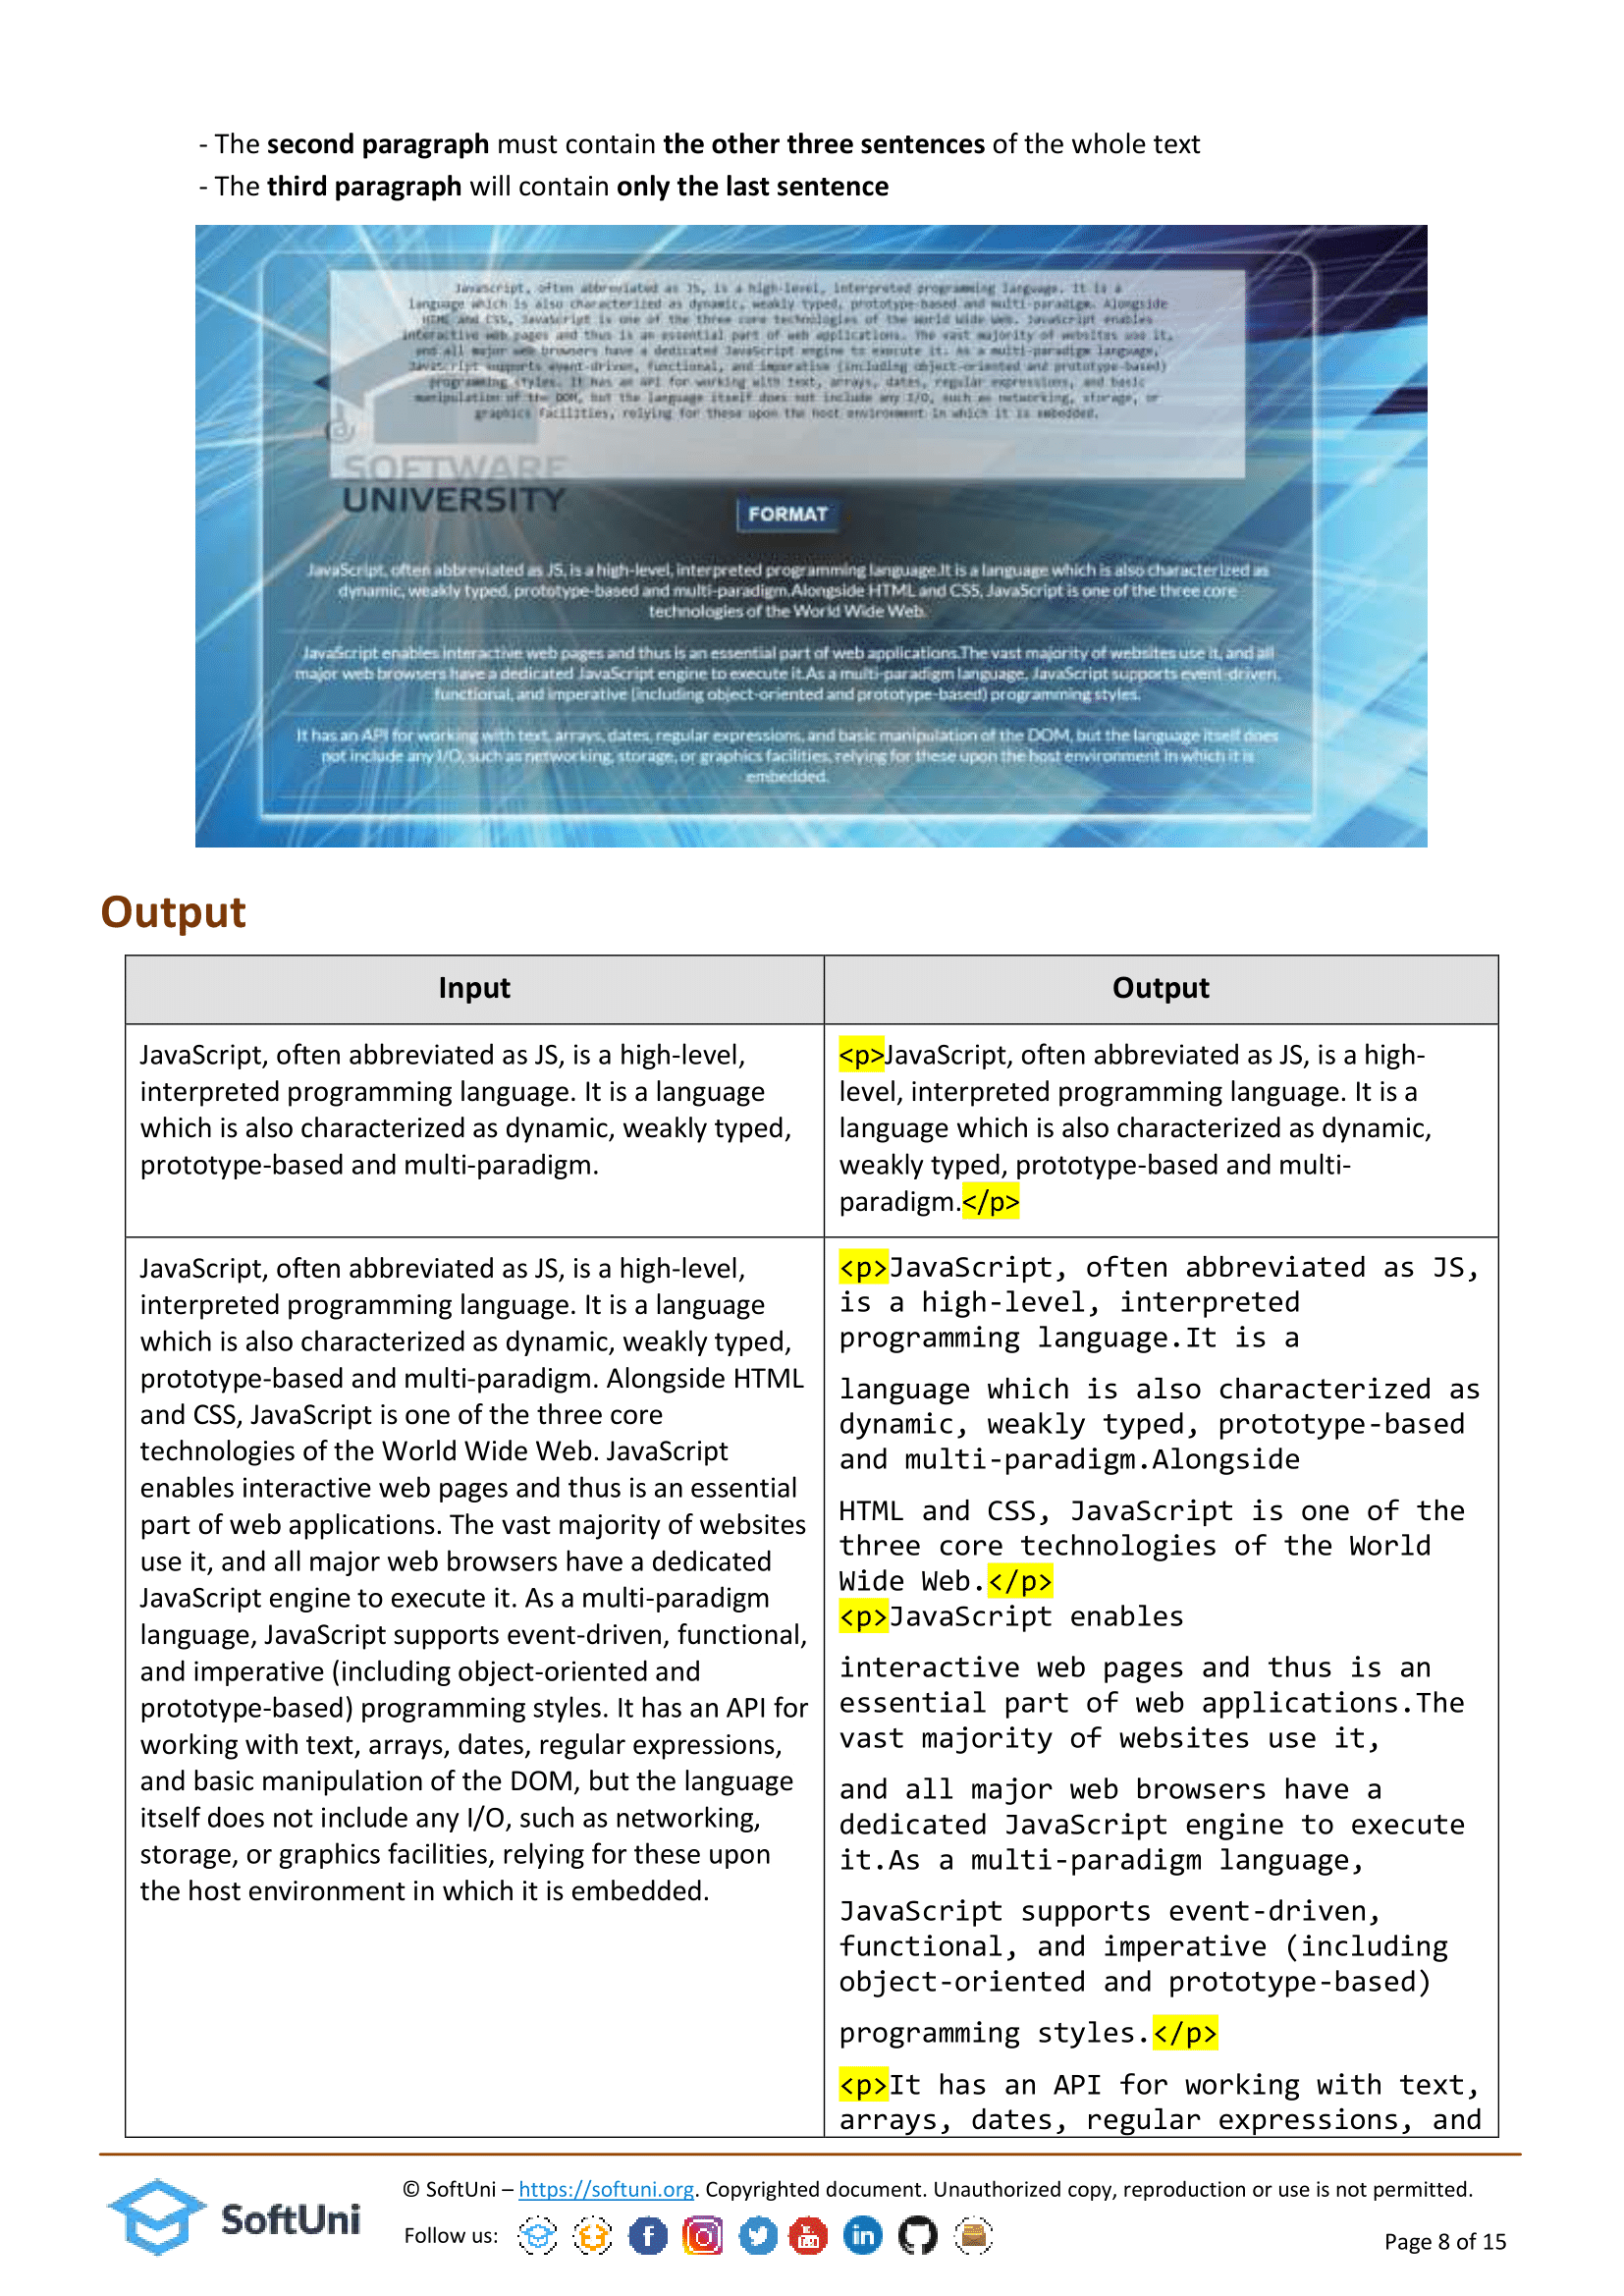 - The second paragraph must contain the other three sentences of the whole text
- The third paragraph will contain only the last sentence
JavaScript, often abbreviated as JS, is a high-level, interpreted programming language. It is a
language which is also characterized as dynamic, weakly typed, prototype-based and multi-paradigm. Alongside
HTML and CSS, JavaScript is one of the three core technologies of the World Wide Web. JavaScript enables
interactive web pages and thus is an essential part of web applications. The vast majority of websites use it,
and all major web browsers have a dedicated JavaScript engine to execute it. As a multi-paradigm language,
JavaScript supports event-driven, functional, and imperative (including object-oriented and prototype-based)
programming styles. It has an API for working with text, arrays, dates, regular expressions, and basic
manipulation of the DOM, but the language itself does not include any I/O, such as networking, storage, or
graphics facilities, relying for these upon the host environment in which it is embedded.
SOFTWARE
UNIVERSITY
FORMAT
JavaScript, often abbreviated as JS, is a high-level, interpreted programming language.It is a language which is also characterized as
dynamic, weakly typed, prototype-based and multi-paradigm.Alongside HTML and CSS, JavaScript is one of the three core
technologies of the World Wide Web.
JavaScript enables interactive web pages and thus is an essential part of web applications.The vast majority of websites use it, and all
major web browsers have a dedicated JavaScript engine to execute it.As a multi-paradigm language, JavaScript supports event-driven,
functional, and imperative (including object-oriented and prototype-based) programming styles.
It has an API for working with text, arrays, dates, regular expressions, and basic manipulation of the DOM, but the language itself does
not include any I/O, such as networking, storage, or graphics facilities, relying for these upon the host environment in which it is
embedded.
Output
Input
Output
JavaScript, often abbreviated as JS, is a high-level,
interpreted programming language. It is a language
which is also characterized as dynamic, weakly typed,
prototype-based and multi-paradigm.
<p>JavaScript, often abbreviated as JS, is a high-
level, interpreted programming language. It is a
language which is also characterized as dynamic,
weakly typed, prototype-based and multi-
paradigm.</p>
JavaScript, often abbreviated as JS, is a high-level,
interpreted programming language. It is a language
which is also characterized as dynamic, weakly typed,
prototype-based and multi-paradigm. Alongside HTML
and CSS, JavaScript is one of the three core
technologies of the World Wide Web. JavaScript
enables interactive web pages and thus is an essential
part of web applications. The vast majority of websites
use it, and all major web browsers have a dedicated
JavaScript engine to execute it. As a multi-paradigm
language, JavaScript supports event-driven, functional,
and imperative (including object-oriented and
prototype-based) programming styles. It has an API for
working with text, arrays, dates, regular expressions,
and basic manipulation of the DOM, but the language
itself does not include any I/O, such as networking,
storage, or graphics facilities, relying for these upon
the host environment in which it is embedded.
<p>JavaScript, often abbreviated as JS,
is a high-level, interpreted
programming language.It is a
language which is also characterized as
dynamic, weakly typed, prototype-based
and multi-paradigm.Alongside
HTML and CSS, JavaScript is one of the
three core technologies of the World
Wide Web.</p>
<p>JavaScript enables
interactive web pages and thus is an
essential part of web applications.The
vast majority of websites use it,
and all major web browsers have a
dedicated JavaScript engine to execute
it.As a multi-paradigm language,
JavaScript supports event-driven,
functional, and imperative (including
object-oriented and prototype-based)
programming styles.</p>
<p>It has an API for working with text,
arrays, dates, regular expressions, and
SoftUni
© SoftUni – https://softuni.org. Copyrighted document. Unauthorized copy, reproduction or use is not permitted.
Follow us:
Page 8 of 15